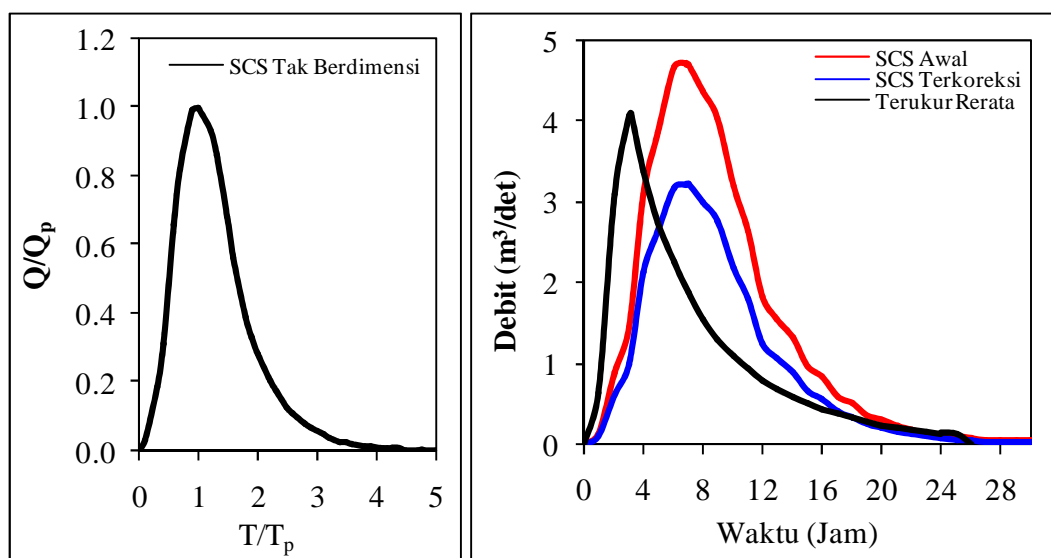 1.2
1.0
0.8
0.6
0.4
0.2
0.0
Q/Qp
SCS Tak Berdimensi
0 1 2 3 4 5
T/Tp
5
4
3
2
1
0
Debit (m³/det)
SCS Awal
SCS Terkoreksi
Terukur Rerata
0 4 8 12 16 20 24 28
Waktu (Jam)